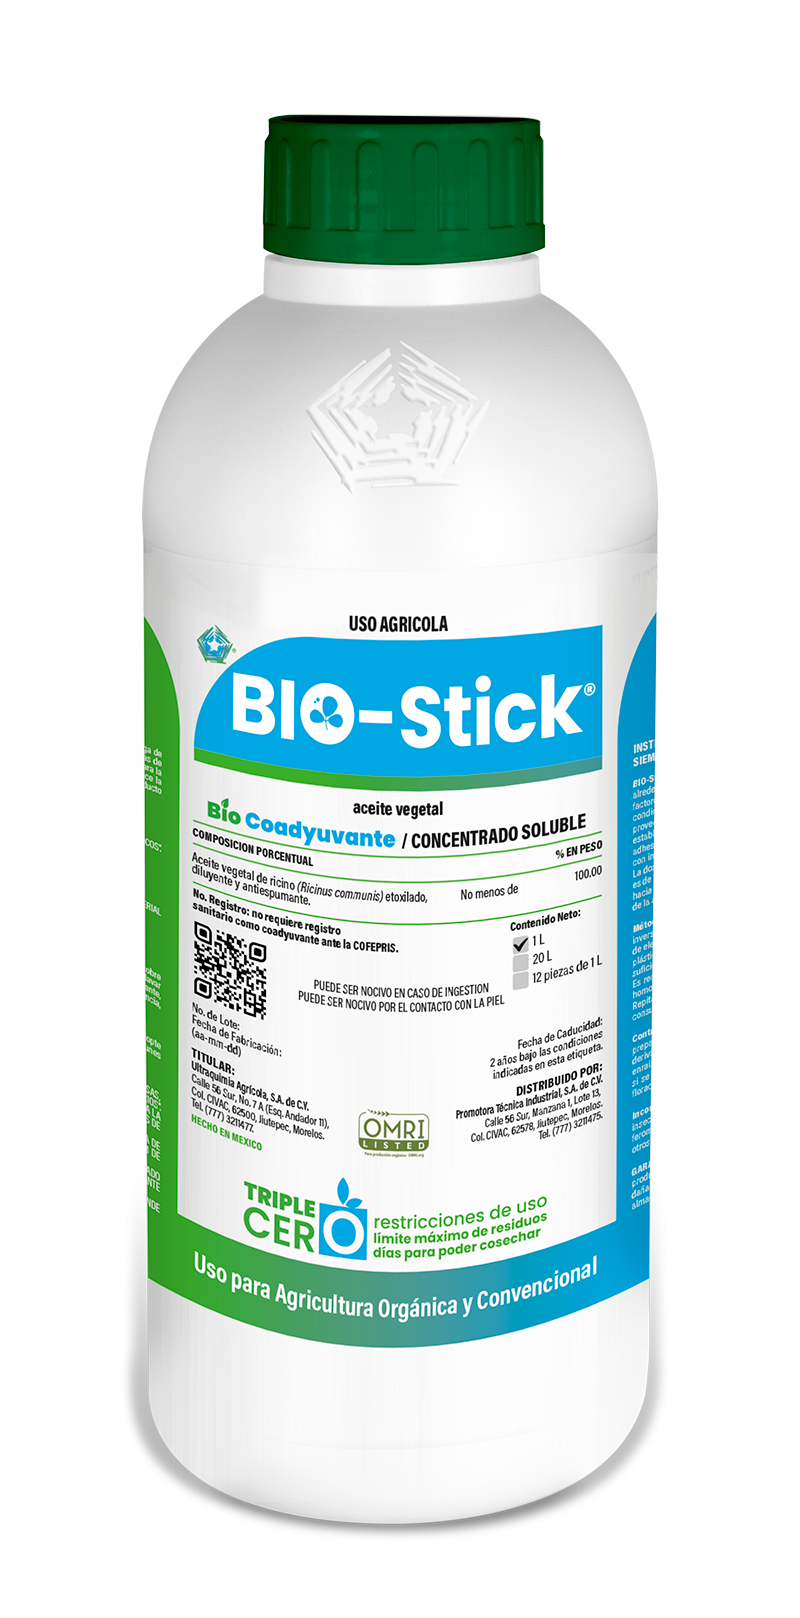 USO AGRICOLA
BIO-Stick®
aceite vegetal
Bio Coadyuvante / CONCENTRADO SOLUBLE
COMPOSICION PORCENTUAL
% EN PESO
Aceite vegetal de ricino (Ricinus communis) etoxilado,
diluyente y antiespumante.
No menos de
100.00
No. Registro: no requiere registro
sanitario como coadyuvante ante la COFEPRIS.
Contenido Neto:
1 L
20 L
12 piezas de 1 L
PUEDE SER NOCIVO EN CASO DE INGESTION
PUEDE SER NOCIVO POR EL CONTACTO CON LA PIEL
No. de Lote:
Fecha de Fabricación:
(aa-mm-dd)
Fecha de Caducidad:
2 años bajo las condiciones
indicadas en esta etiqueta.
TITULAR:
Ultraquimia Agrícola, S.A. de C.V.
Calle 56 Sur, No. 7 A (Esq. Andador 11),
Col. CIVAC, 62500, Jiutepec, Morelos.
Tel. (777) 3211477.
HECHO EN MEXICO
DISTRIBUIDO POR:
Promotora Técnica Industrial, S.A. de C.V.
Calle 56 Sur, Manzana 1, Lote 13,
Col. CIVAC, 62578, Jiutepec, Morelos.
Tel. (777) 3211475.
OMRI
LISTED
Para producción orgánica OMRI.org
TRIPLE
CERO
restricciones de uso
límite máximo de residuos
días para poder cosechar
Uso para Agricultura Orgánica y Convencional